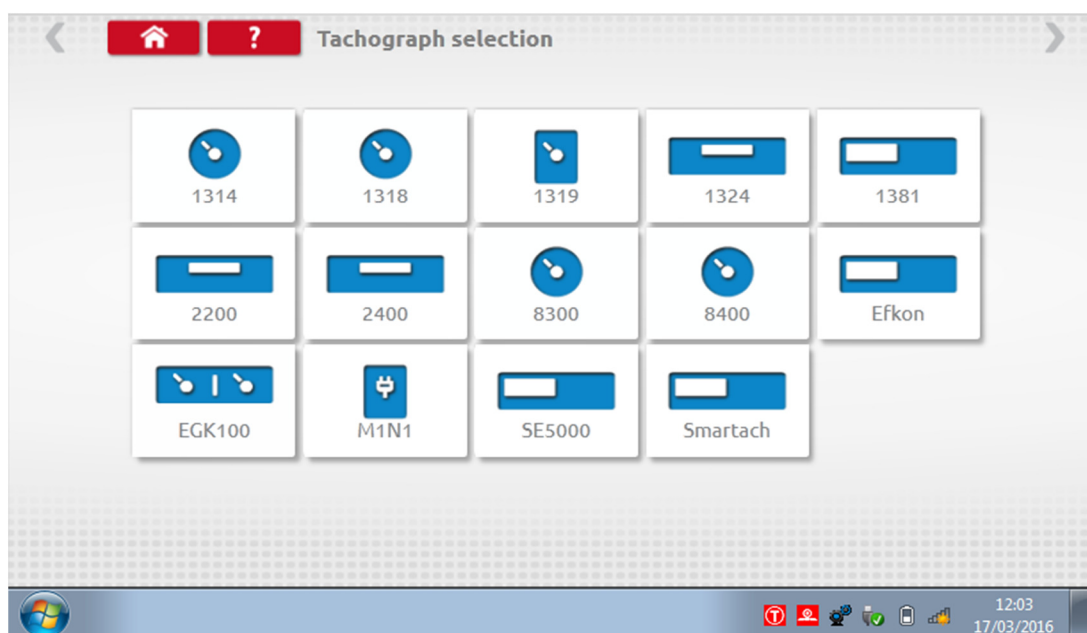 ? Tachograph selection
1314 1318 1319 1324 1381
2200 2400 8300 8400 Efkon
EGK100 M1N1 SE5000 Smartach
T
12:03
17/03/2016